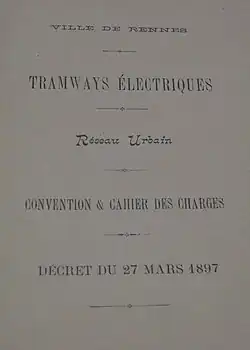 VILLE DE RENNES
TRAMWAYS ÉLECTRIQUES
Réseau Urbain
CONVENTION & CAHIER DES CHARGES
DÉCRET DU 27 MARS 1897